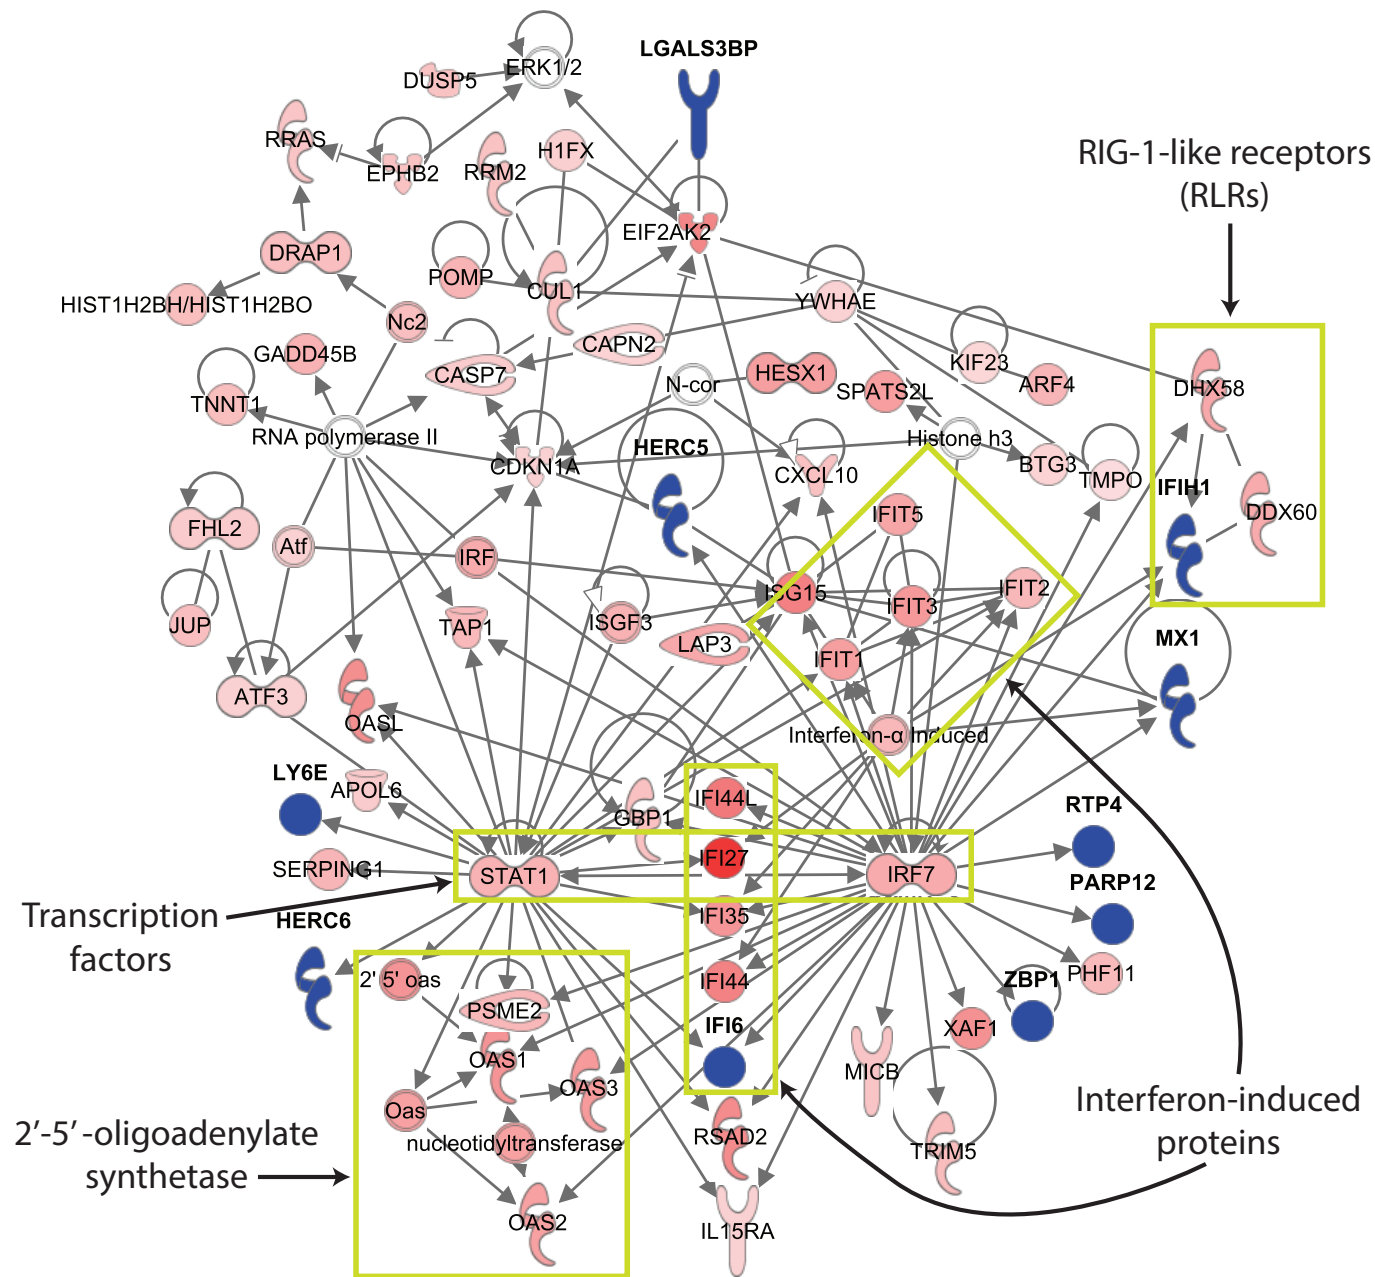 LGALS3BP
ERK1/2
DUSP5
RRAS
EPHB2
RRM2
H1FX
RIG-1-like receptors
(RLRs)
EIF2AK2
DRAP1
POMP
CUL1
YWHAE
HIST1H2BH/HIST1H2BO
Nc2
GADD45B
CAPN2
KIF23
CASP7
N-cor
HESX1
SPATS2L
ARF4
DHX58
TNNT1
RNA polymerase II
HERC5
Histone h3
CDKN1A
CXCL10
BTG3
TMPO
IFIH1
DDX60
FHL2
Atf
IRF
IFIT5
ISG15
IFIT3
IFIT2
JUP
TAP1
ISGF3
LAP3
IFIT1
MX1
ATF3
OASL
Interferon-α Induced
LY6E
APOL6
IFI44L
GBP1
RTP4
SERPING1
STAT1
IFI27
IRF7
PARP12
Transcription
factors
HERC6
IFI35
2' 5' oas
PSME2
IFI44
ZBP1
PHF11
IFI6
XAF1
OAS1
OAS3
MICB
Oas
Interferon-induced
proteins
2’-5’-oligoadenylate
synthetase
nucleotidyltransferase
RSAD2
TRIM5
OAS2
IL15RA